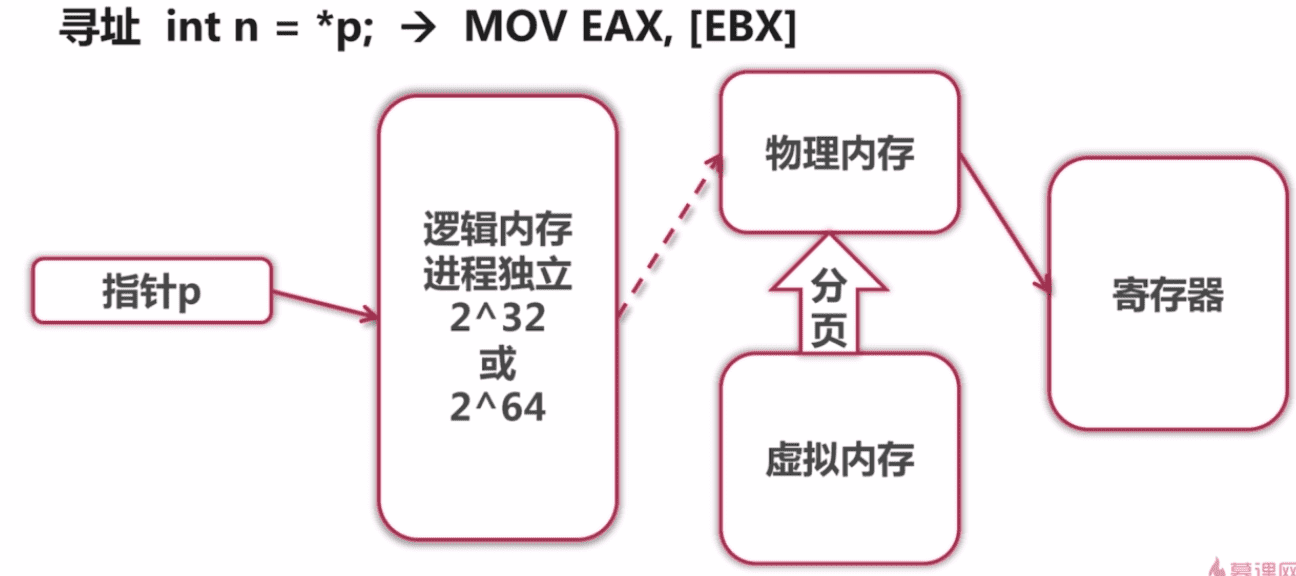 寻址 int n = *p; → MOV EAX, [EBX]
指针p
逻辑内存
进程独立
2^32
或
2^64
物理内存
分
页
虚拟内存
寄存器
慕课网